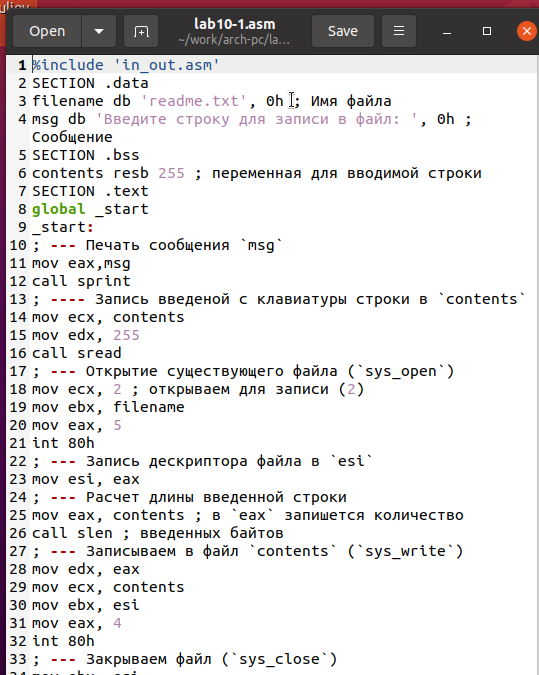 Open
lab10-1.asm
~/work/arch-pc/la...
Save
1 %include 'in_out.asm'
2 SECTION .data
3 filename db 'readme.txt', 0h ; Имя файла
4 msg db 'Введите строку для записи в файл: ', 0h ;
Сообщение
5 SECTION .bss
6 contents resb 255 ; переменная для вводимой строки
7 SECTION .text
8 global _start
9 _start:
10 ; --- Печать сообщения `msg`
11 mov eax,msg
12 call sprint
13 ; ---- Запись введеной с клавиатуры строки в `contents`
14 mov ecx, contents
15 mov edx, 255
16 call sread
17 ; --- Открытие существующего файла (`sys_open`)
18 mov ecx, 2 ; открываем для записи (2)
19 mov ebx, filename
20 mov eax, 5
21 int 80h
22 ; --- Запись дескриптора файла в `esi`
23 mov esi, eax
24 ; --- Расчет длины введенной строки
25 mov eax, contents ; в `eax` запишется количество
26 call slen ; введенных байтов
27 ; --- Записываем в файл `contents` (`sys_write`)
28 mov edx, eax
29 mov ecx, contents
30 mov ebx, esi
31 mov eax, 4
32 int 80h
33 ; --- Закрываем файл (`sys_close`)